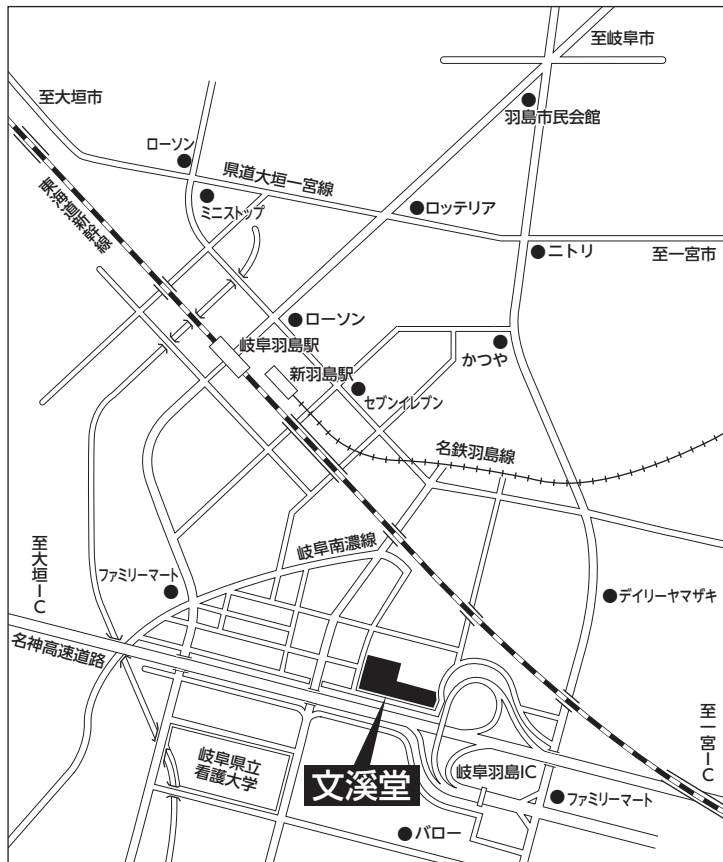 至岐阜市
至大垣市
羽島市民会館
ローソン
県道大垣一宮線
東海道新幹線
ミニストップ
ロッテリア
ニトリ
至一宮市
ローソン
岐阜羽島駅
かつや
新羽島駅
セブンイレブン
名鉄羽島線
岐阜南濃線
至大垣IC
ファミリーマート
デイリーヤマザキ
名神高速道路
至一宮IC
岐阜県立
看護大学
文溪堂
岐阜羽島IC
ファミリーマート
バロー